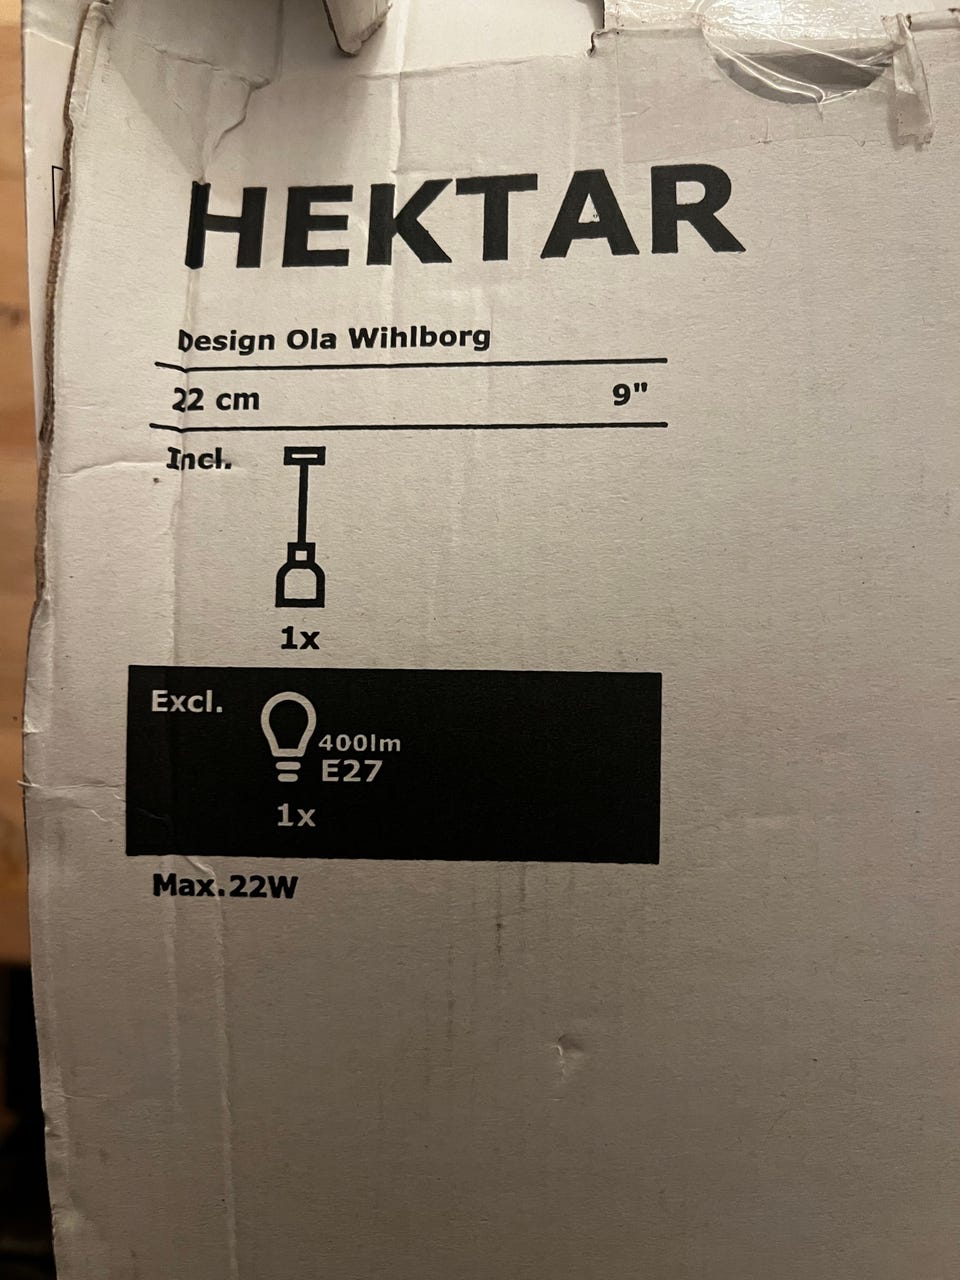 HEKTAR
Design Ola Wihlborg
22 cm 9"
Incl.
1x
Excl.
400lm
E27
1x
Max.22W